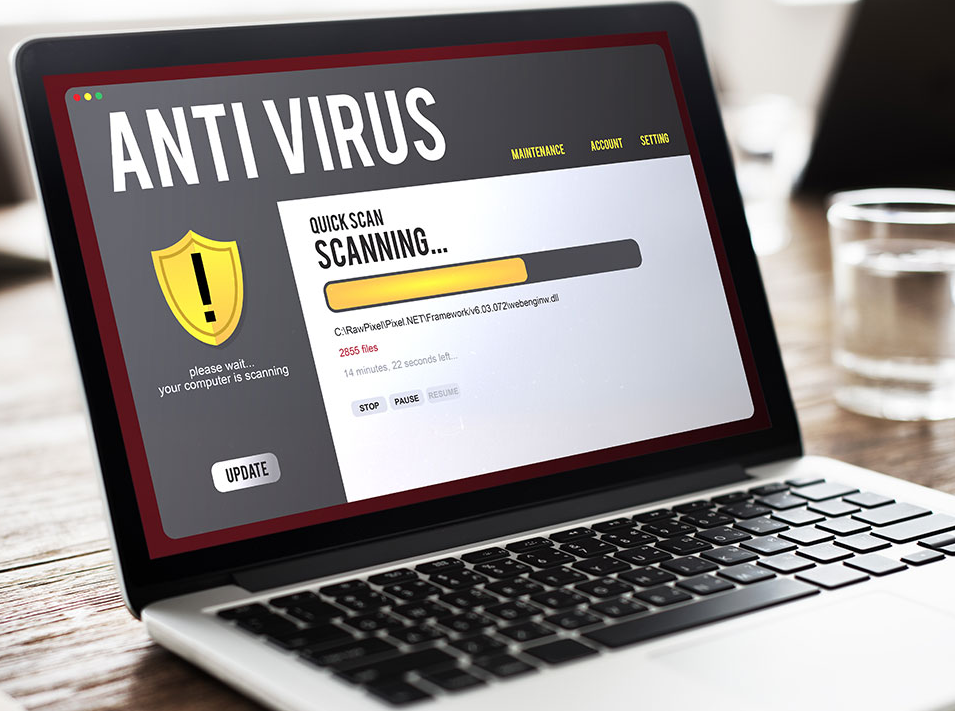 ANTI VIRUS
MAINTENANCE ACCOUNT SETTING
QUICK SCAN
SCANNING...
C:\RawPixel\Pixel.NET\Framework/v6.03.072\webenginw.dll
2855 files
14 minutes, 22 seconds left...
STOP PAUSE RESUME
!
please wait...
your computer is scanning
UPDATE